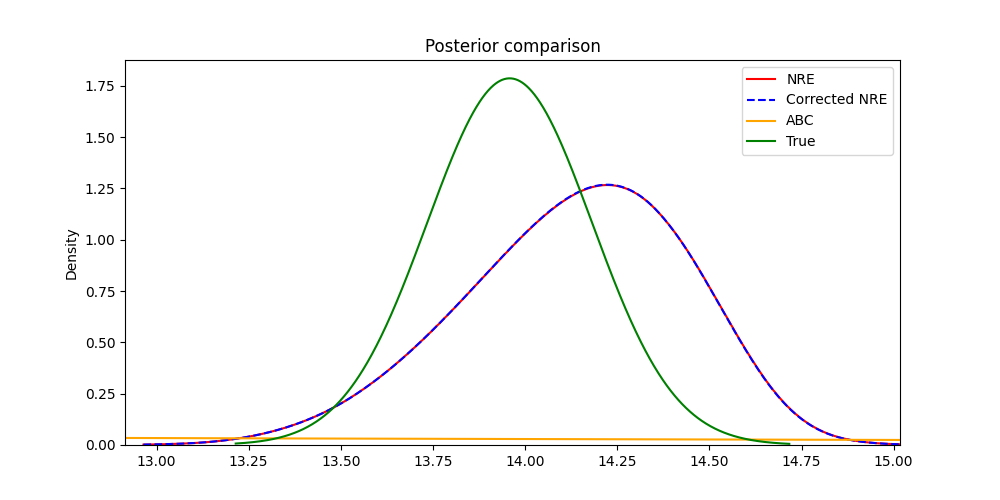 Posterior comparison
NRE
Corrected NRE
ABC
True
Density
1.75
1.50
1.25
1.00
0.75
0.50
0.25
0.00
13.00 13.25 13.50 13.75 14.00 14.25 14.50 14.75 15.00